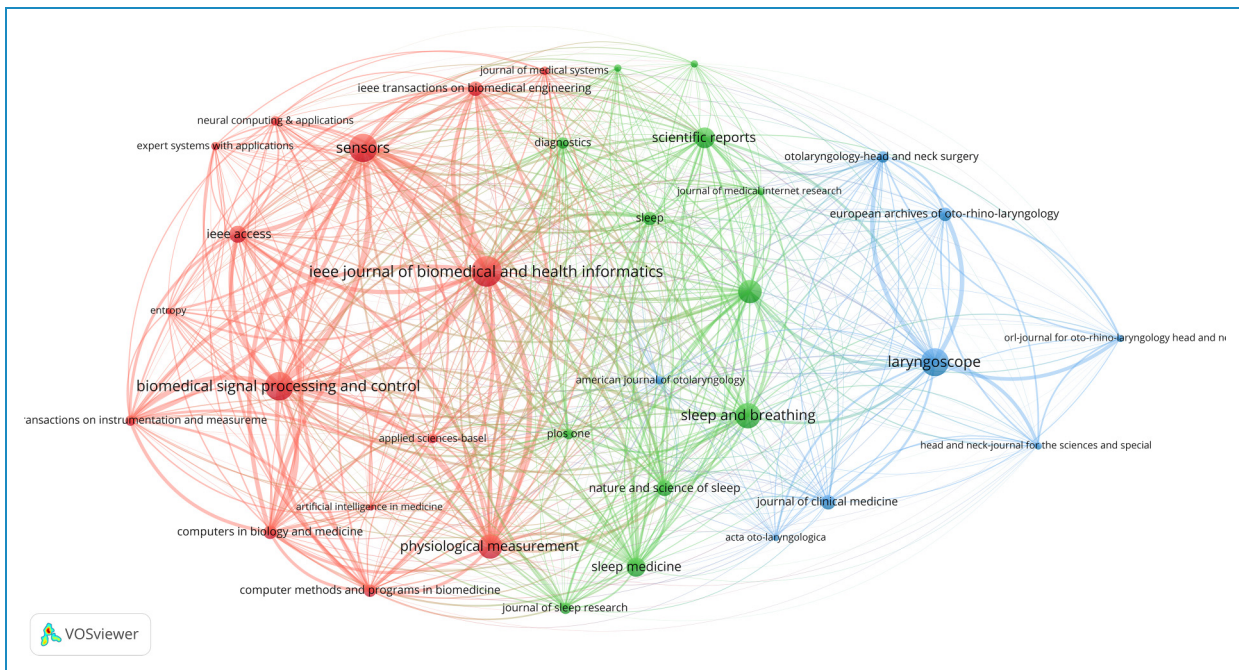 journal of medical systems
ieee transactions on biomedical engineering
neural computing & applications
scientific reports
diagnostics
expert systems with applications
sensors
otolaryngology-head and neck surgery
journal of medical internet research
european archives of oto-rhino-laryngology
sleep
ieee access
ieee journal of biomedical and health informatics
entropy
orl-journal for oto-rhino-laryngology head and ne
laryngoscope
american journal of otolaryngology
biomedical signal processing and control
sleep and breathing
transactions on instrumentation and measureme
plos one
applied sciences-basel
head and neck-journal for the sciences and special
nature and science of sleep
journal of clinical medicine
artificial intelligence in medicine
computers in biology and medicine
acta oto-laryngologica
physiological measurement
sleep medicine
computer methods and programs in biomedicine
journal of sleep research
VOSviewer